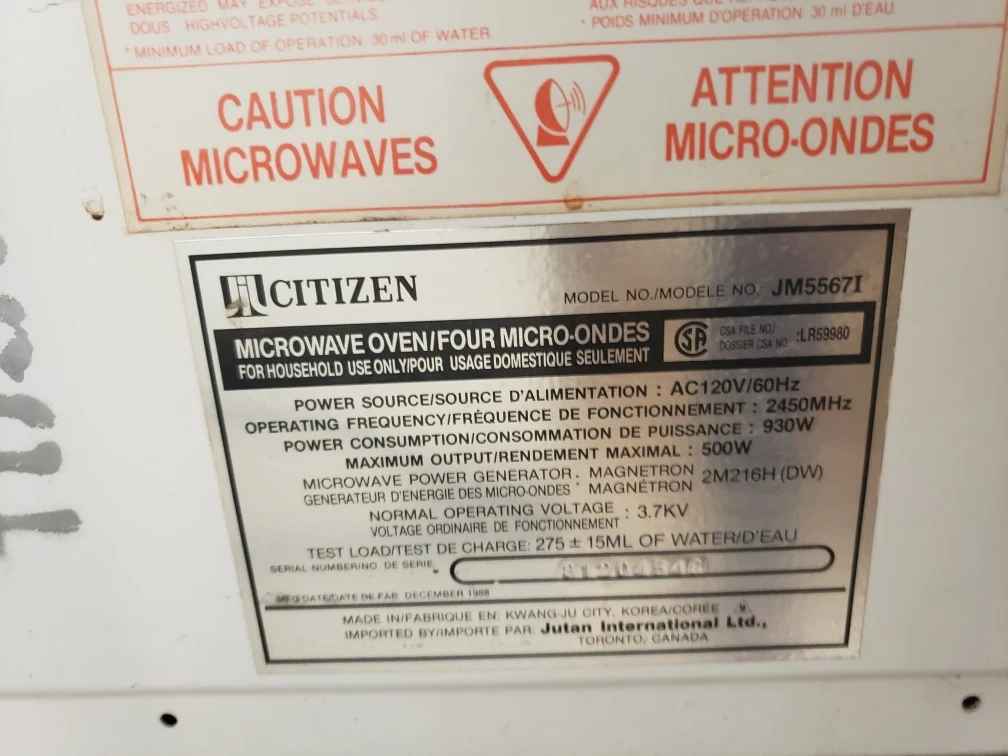 ENERGIZED MAY EXPOSE
DOUS HIGHVOLTAGE POTENTIALS
* MINIMUM LOAD OF OPERATION 30 ml OF WATER
AUX RISQUES QUE
* POIDS MINIMUM D'OPÉRATION 30 ml D'EAU
CAUTION
MICROWAVES
ATTENTION
MICRO-ONDES
CITIZEN
MODEL NO./MODELE NO.: JM5567I
MICROWAVE OVEN/FOUR MICRO-ONDES
FOR HOUSEHOLD USE ONLY/POUR USAGE DOMESTIQUE SEULEMENT
CSA FILE NO./
DOSSIER CSA NO :LR59980
POWER SOURCE/SOURCE D'ALIMENTATION : AC120V/60Hz
OPERATING FREQUENCY/FRÉQUENCE DE FONCTIONNEMENT : 2450MHz
POWER CONSUMPTION/CONSOMMATION DE PUISSANCE : 930W
MAXIMUM OUTPUT/RENDEMENT MAXIMAL : 500W
MICROWAVE POWER GENERATOR : MAGNETRON 2M216H (DW)
GENERATEUR D'ENERGIE DES MICRO-ONDES : MAGNÉTRON
NORMAL OPERATING VOLTAGE : 3.7KV
VOLTAGE ORDINAIRE DE FONCTIONNEMENT
TEST LOAD/TEST DE CHARGE: 275 ± 15ML OF WATER/D'EAU
SERIAL NUMBER/NO. DE SERIE
MFG DATE/DATE DE FAB. DECEMBER 1988
MADE IN/FABRIQUE EN: KWANG-JU CITY, KOREA/CORÉE
IMPORTED BY/IMPORTE PAR: Jutan International Ltd.,
TORONTO, CANADA